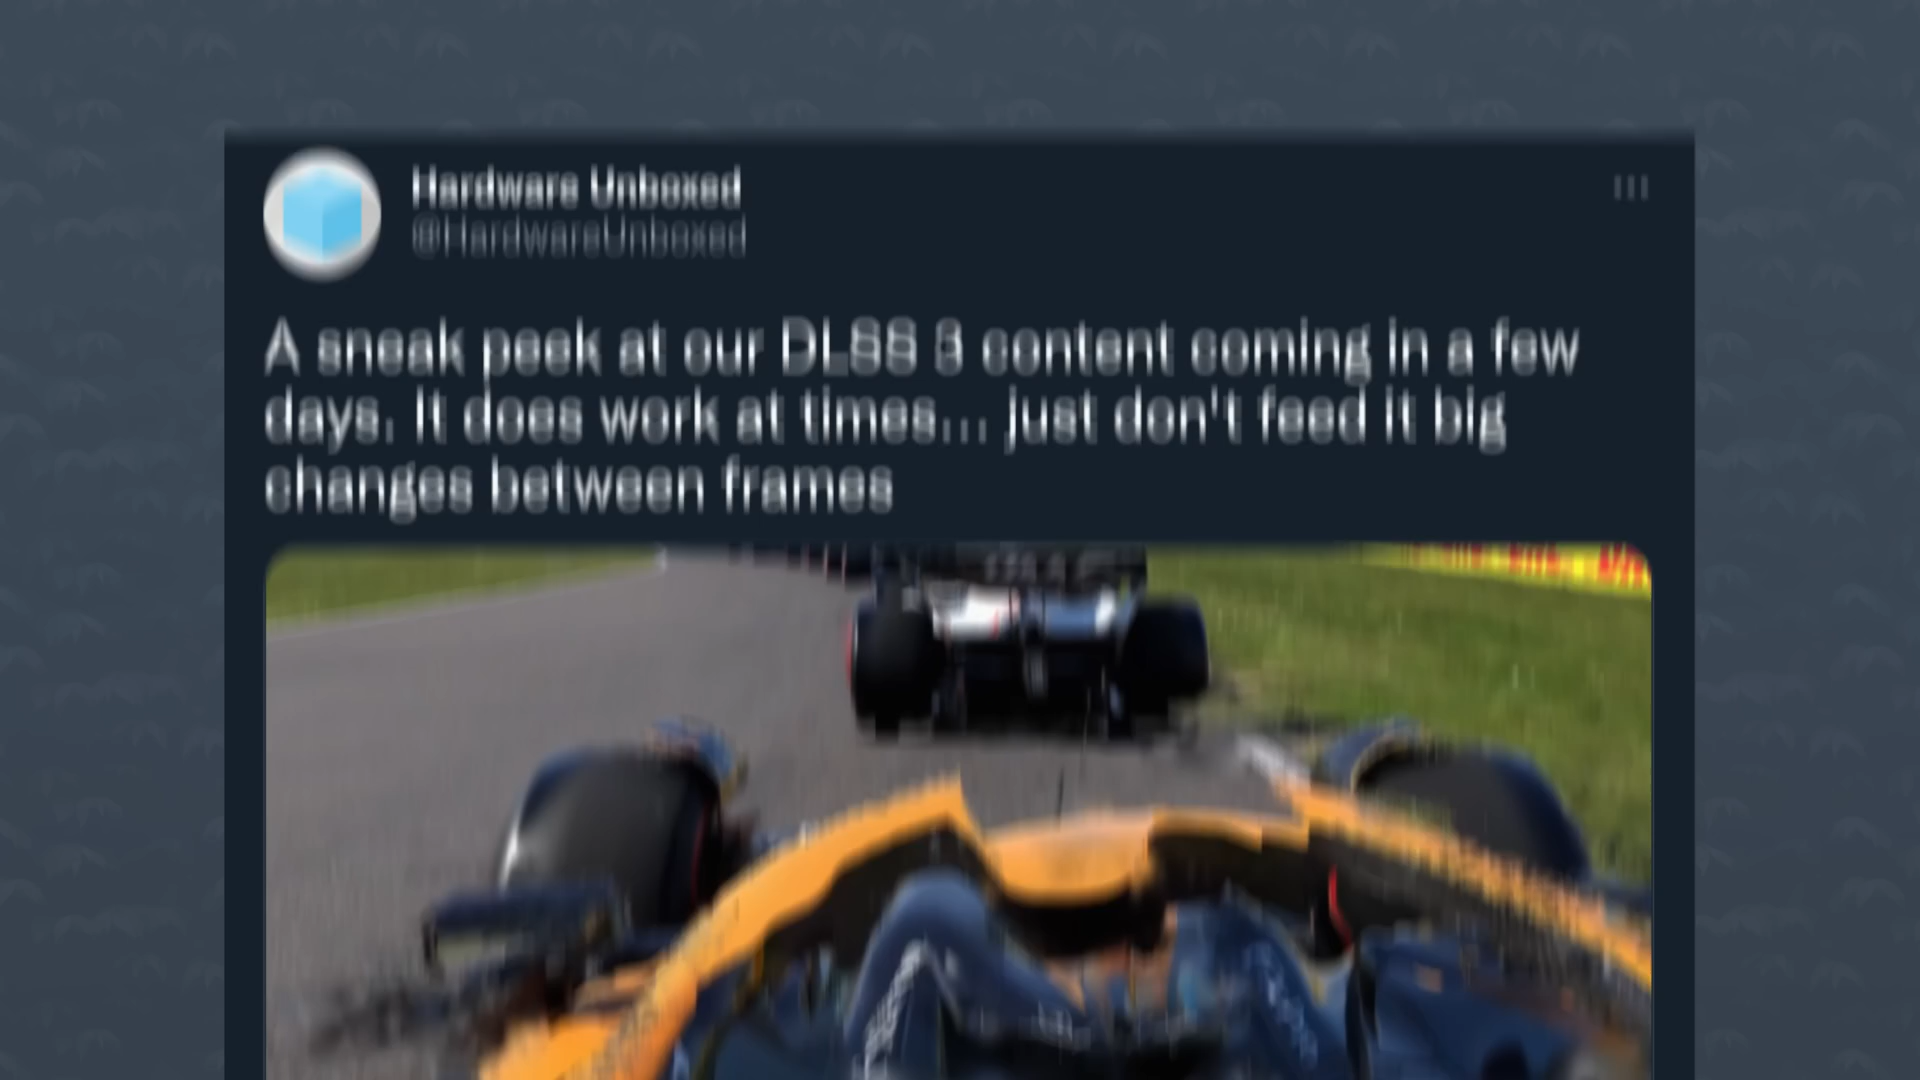 Hardware Unboxed
@HardwareUnboxed
A sneak peek at our DLSS 3 content coming in a few
days. It does work at times... just don't feed it big
changes between frames